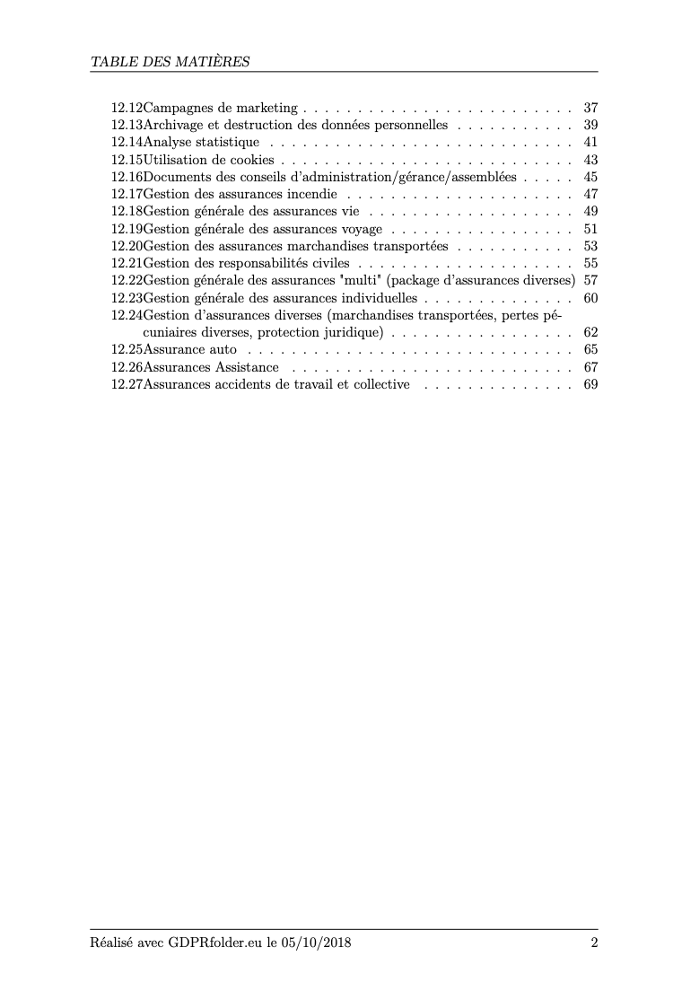 TABLE DES MATIÈRES
12.12Campagnes de marketing . . . . . . . . . . . . . . . . . . . . . . . . . 37
12.13Archivage et destruction des données personnelles . . . . . . . . . . . 39
12.14Analyse statistique . . . . . . . . . . . . . . . . . . . . . . . . . . . . 41
12.15Utilisation de cookies . . . . . . . . . . . . . . . . . . . . . . . . . . . 43
12.16Documents des conseils d'administration/gérance/assemblées . . . . . 45
12.17Gestion des assurances incendie . . . . . . . . . . . . . . . . . . . . . 47
12.18Gestion générale des assurances vie . . . . . . . . . . . . . . . . . . . 49
12.19Gestion générale des assurances voyage . . . . . . . . . . . . . . . . . 51
12.20Gestion des assurances marchandises transportées . . . . . . . . . . . 53
12.21Gestion des responsabilités civiles . . . . . . . . . . . . . . . . . . . . 55
12.22Gestion générale des assurances "multi" (package d'assurances diverses) 57
12.23Gestion générale des assurances individuelles . . . . . . . . . . . . . . 60
12.24Gestion d'assurances diverses (marchandises transportées, pertes pé-
cuniaires diverses, protection juridique) . . . . . . . . . . . . . . . . . 62
12.25Assurance auto . . . . . . . . . . . . . . . . . . . . . . . . . . . . . . 65
12.26Assurances Assistance . . . . . . . . . . . . . . . . . . . . . . . . . . 67
12.27Assurances accidents de travail et collective . . . . . . . . . . . . . . 69
Réalisé avec GDPRfolder.eu le 05/10/2018 2